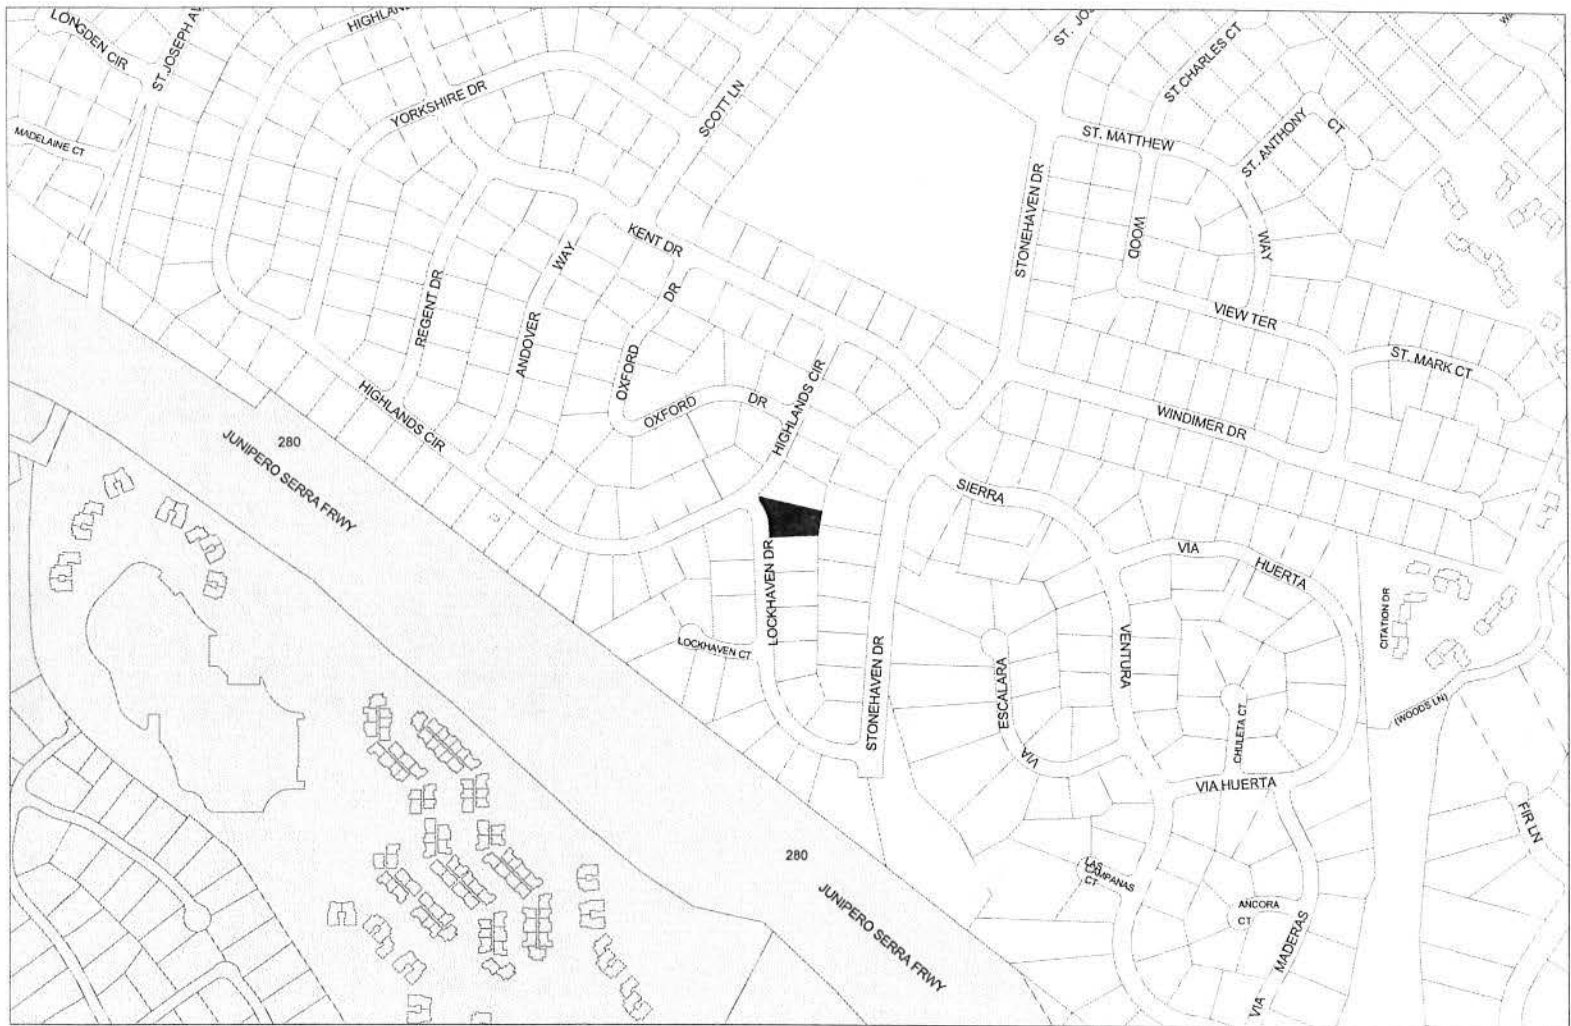 LONGDEN CIR
ST.JOSEPH AV
HIGHLAN
YORKSHIRE DR
SCOTT LN
MADELAINE CT
ST. JO
ST.CHARLES CT
ST. MATTHEW
ST. ANTHONY
CT
STONEHAVEN DR
WOOD
WAY
KENT DR
WAY
DR
REGENT DR
ANDOVER
OXFORD
VIEW TER
ST. MARK CT
HIGHLANDS CIR
OXFORD
DR
HIGHLANDS CIR
WINDIMER DR
280
JUNIPERO SERRA FRWY
SIERRA
VIA
HUERTA
LOCKHAVEN DR
LOCKHAVEN CT
CITATION DR
STONEHAVEN DR
ESCALARA
VENTURA
CHULETA CT
(WOODS LN)
VIA
VIA HUERTA
FIR LN
280
JUNIPERO SERRA FRWY
LAS
CAMPANAS
CT
ANCORA
CT
MADERAS
VIA